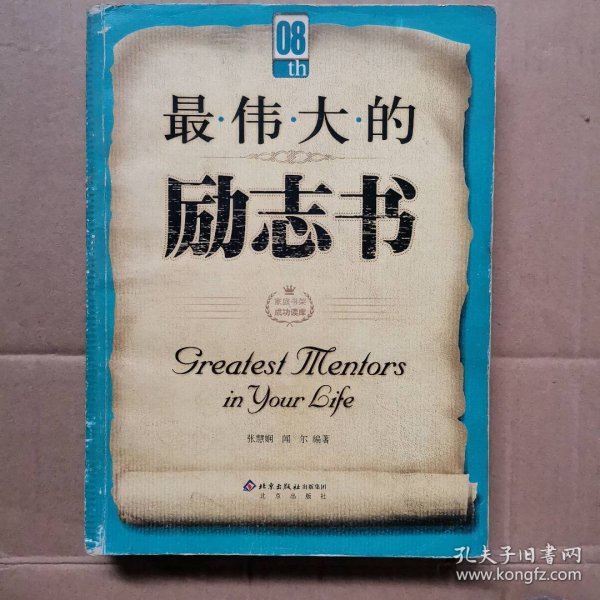 08
th
最·伟·大·的
励志书
家庭书架
成功读库
Greatest Mentors
in Your Life
张慧娴 闻 尔 编著
北京出版社出版集团
北京出版社
孔夫子旧书网
www.kongfz.com